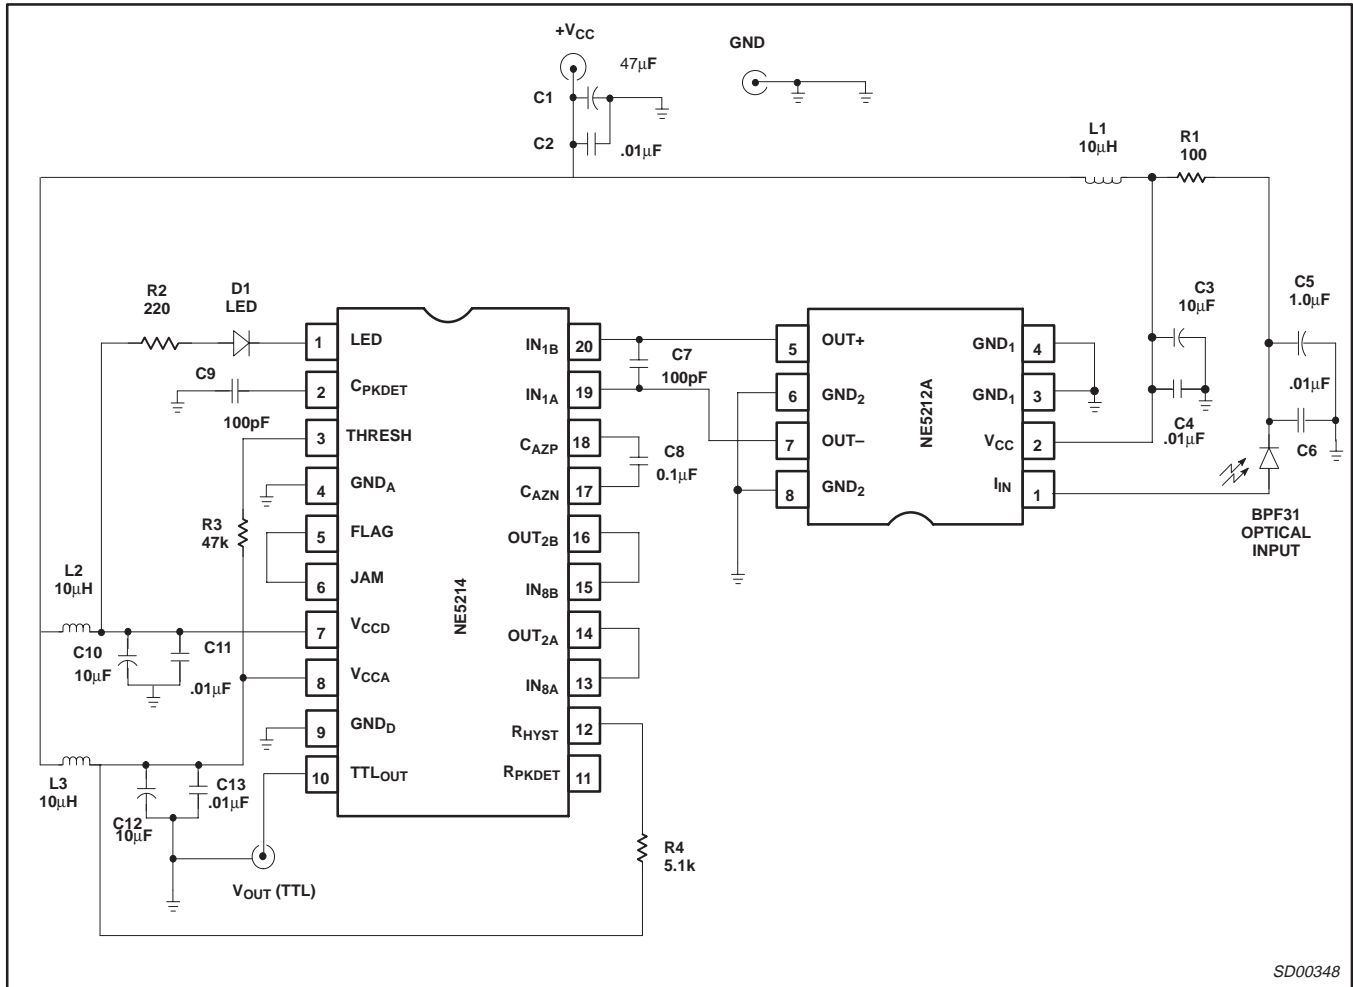 +VCC
GND
47µF
C1
C2
.01µF
L1
10µH
R1
100
R2
220
D1
LED
C9
100pF
R3
47k
L2
10µH
C10
10µF
C11
.01µF
L3
10µH
C12
10µF
C13
.01µF
VOUT (TTL)
1 LED
2 CPKDET
3 THRESH
4 GNDA
5 FLAG
6 JAM
7 VCCD
8 VCCA
9 GNDD
10 TTLOUT
NE5214
IN1B 20
IN1A 19
CAZP 18
CAZN 17
OUT2B 16
IN8B 15
OUT2A 14
IN8A 13
RHYST 12
RPKDET 11
C7
100pF
C8
0.1µF
R4
5.1k
5 OUT+
6 GND2
7 OUT–
8 GND2
NE5212A
GND1 4
GND1 3
VCC 2
IIN 1
C3
10µF
C4
.01µF
C5
1.0µF
.01µF
C6
BPF31
OPTICAL
INPUT
SD00348